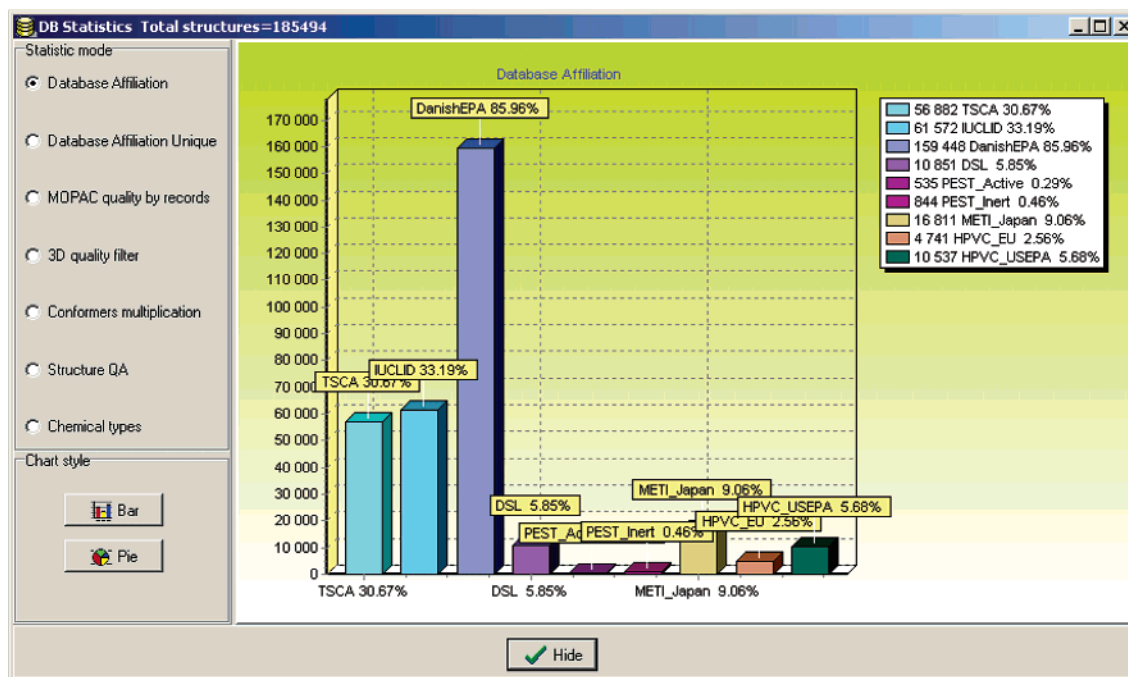 DB Statistics Total structures=185494
Statistic mode
Database Affiliation
Database Affiliation Unique
MOPAC quality by records
3D quality filter
Conformers multiplication
Structure QA
Chemical types
Chart style
Bar
Pie
Database Affiliation
170 000
160 000
150 000
140 000
130 000
120 000
110 000
100 000
90 000
80 000
70 000
60 000
50 000
40 000
30 000
20 000
10 000
0
TSCA 30.67%
IUCLID 33.19%
DanishEPA 85.96%
DSL 5.85%
PEST_Ac
PEST_Inert 0.46%
METI_Japan 9.06%
HPVC_EU 2.56%
HPVC_USEPA 5.68%
TSCA 30.67%
DSL 5.85%
METI_Japan 9.06%
56 882 TSCA 30.67%
61 572 IUCLID 33.19%
159 448 DanishEPA 85.96%
10 851 DSL 5.85%
535 PEST_Active 0.29%
844 PEST_Inert 0.46%
16 811 METI_Japan 9.06%
4 741 HPVC_EU 2.56%
10 537 HPVC_USEPA 5.68%
Hide